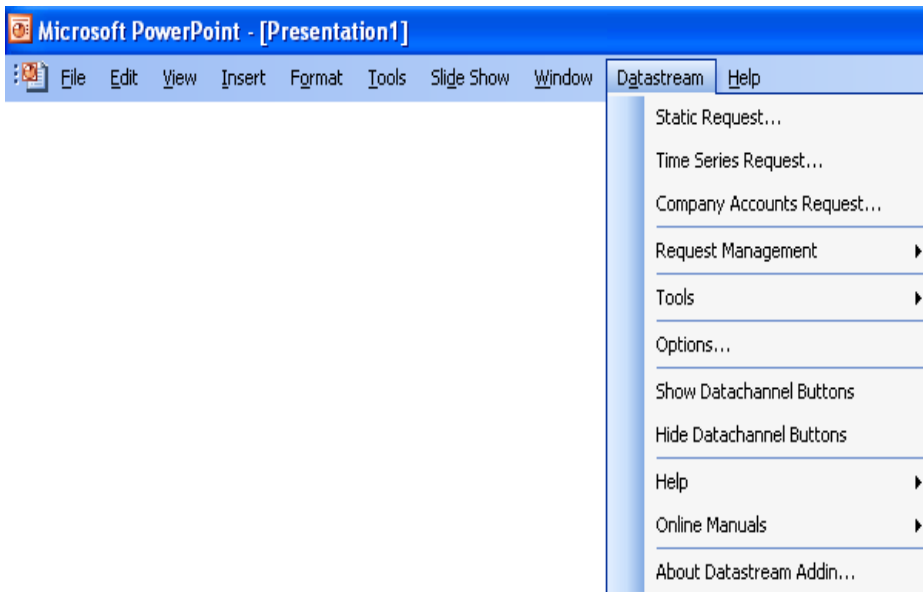 Microsoft PowerPoint - [Presentation1]
File Edit View Insert Format Tools Slide Show Window Datastream Help
Static Request...
Time Series Request...
Company Accounts Request...
Request Management
Tools
Options...
Show Datachannel Buttons
Hide Datachannel Buttons
Help
Online Manuals
About Datastream Addin...